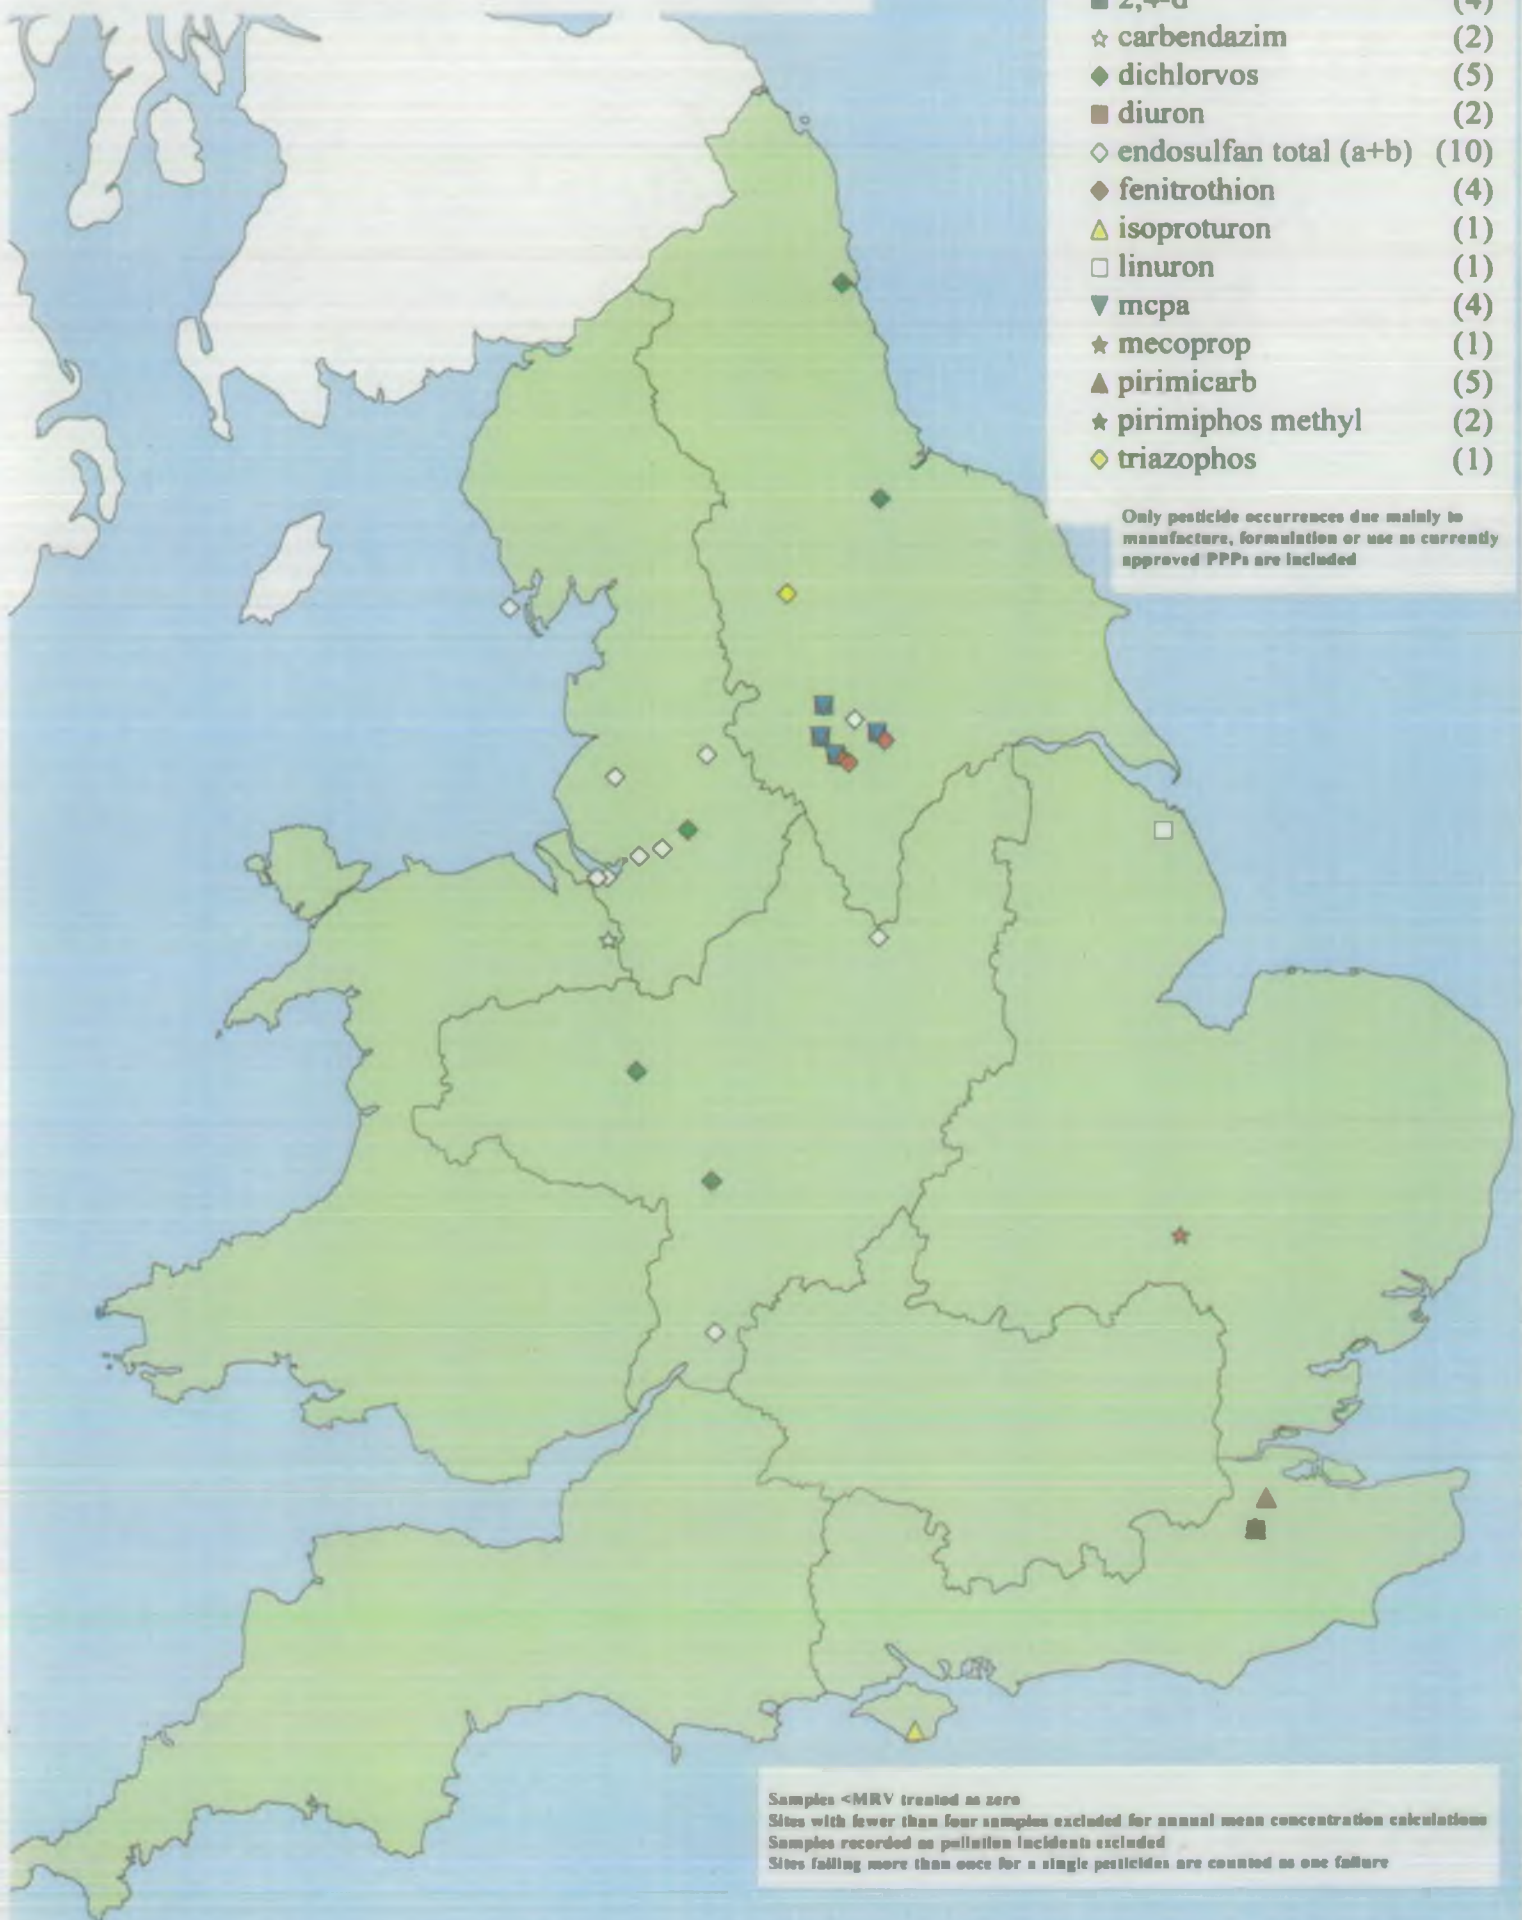 2,4-d (4)
carbendazim (2)
dichlorvos (5)
diuron (2)
endosulfan total (a+b) (10)
fenitrothion (4)
isoproturon (1)
linuron (1)
mcpa (4)
mecoprop (1)
pirimicarb (5)
pirimiphos methyl (2)
triazophos (1)
Only pesticide occurrences due mainly to
manufacture, formulation or use as currently
approved PPPs are included
Samples <MRV treated as zero
Sites with fewer than four samples excluded for annual mean concentration calculations
Samples recorded as pollution incidents excluded
Sites failing more than once for a single pesticides are counted as one failure